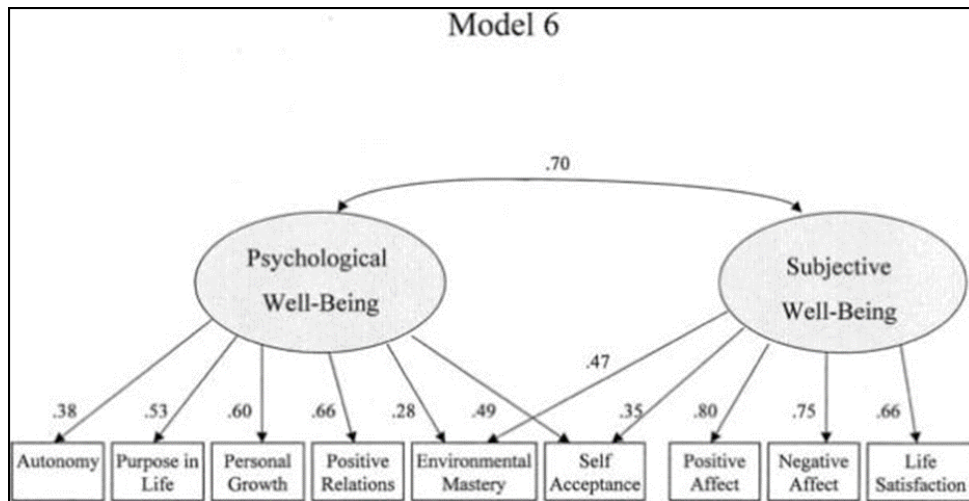 Model 6
.70
Psychological
Well-Being
Subjective
Well-Being
.47
.38
.53
.60
.66
.28
.49
.35
.80
.75
.66
Autonomy
Purpose in
Life
Personal
Growth
Positive
Relations
Environmental
Mastery
Self
Acceptance
Positive
Affect
Negative
Affect
Life
Satisfaction